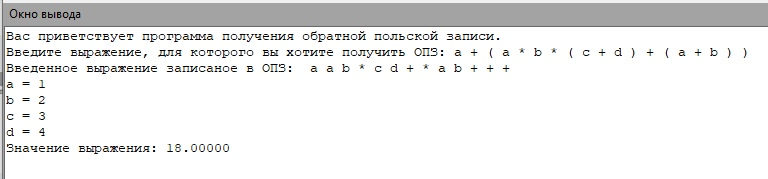 Окно вывода
Вас приветствует программа получения обратной польской записи.
Введите выражение, для которого вы хотите получить ОПЗ: a + ( a * b * ( c + d ) + ( a + b ) )
Введенное выражение записаное в ОПЗ:  a a b * c d + * a b + + +
a = 1
b = 2
c = 3
d = 4
Значение выражения: 18.00000